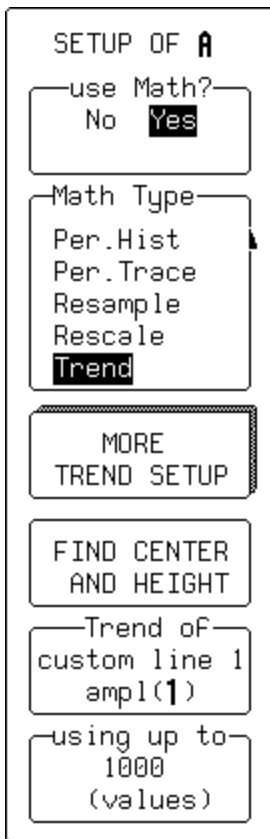 SETUP OF A
use Math?
No Yes
Math Type
Per.Hist
Per.Trace
Resample
Rescale
Trend
MORE
TREND SETUP
FIND CENTER
AND HEIGHT
Trend of
custom line 1
ampl(1)
using up to
1000
(values)